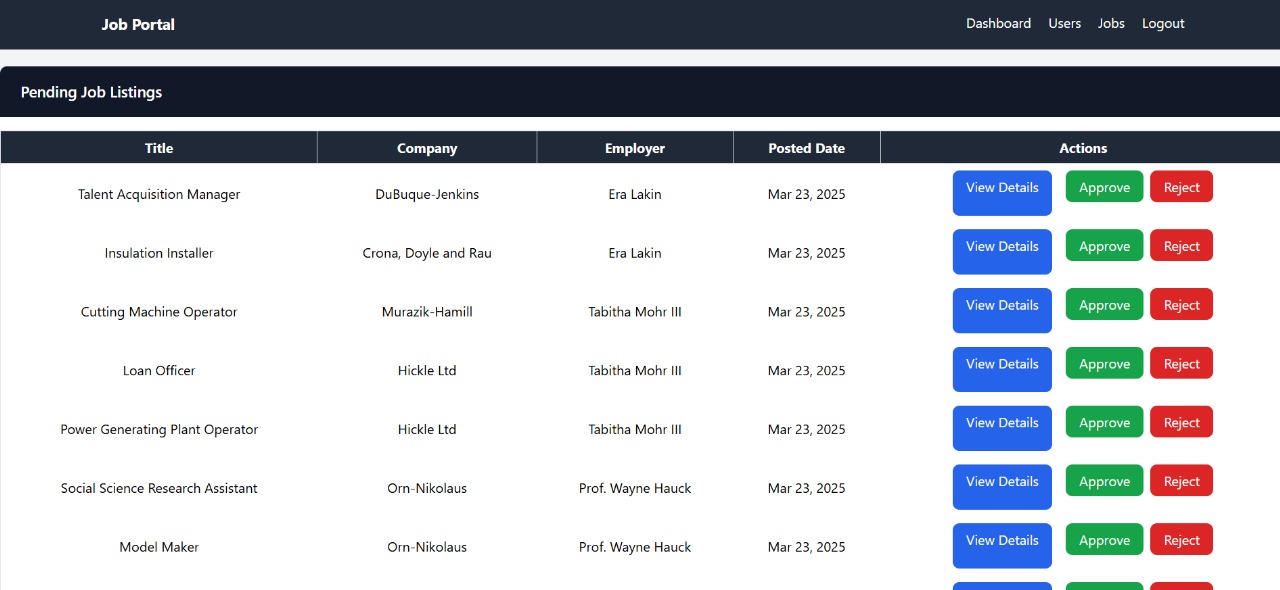 Job Portal Dashboard Users Jobs Logout
Pending Job Listings
Title Company Employer Posted Date Actions
Talent Acquisition Manager DuBuque-Jenkins Era Lakin Mar 23, 2025 View Details Approve Reject
Insulation Installer Crona, Doyle and Rau Era Lakin Mar 23, 2025 View Details Approve Reject
Cutting Machine Operator Murazik-Hamill Tabitha Mohr III Mar 23, 2025 View Details Approve Reject
Loan Officer Hickle Ltd Tabitha Mohr III Mar 23, 2025 View Details Approve Reject
Power Generating Plant Operator Hickle Ltd Tabitha Mohr III Mar 23, 2025 View Details Approve Reject
Social Science Research Assistant Orn-Nikolaus Prof. Wayne Hauck Mar 23, 2025 View Details Approve Reject
Model Maker Orn-Nikolaus Prof. Wayne Hauck Mar 23, 2025 View Details Approve Reject